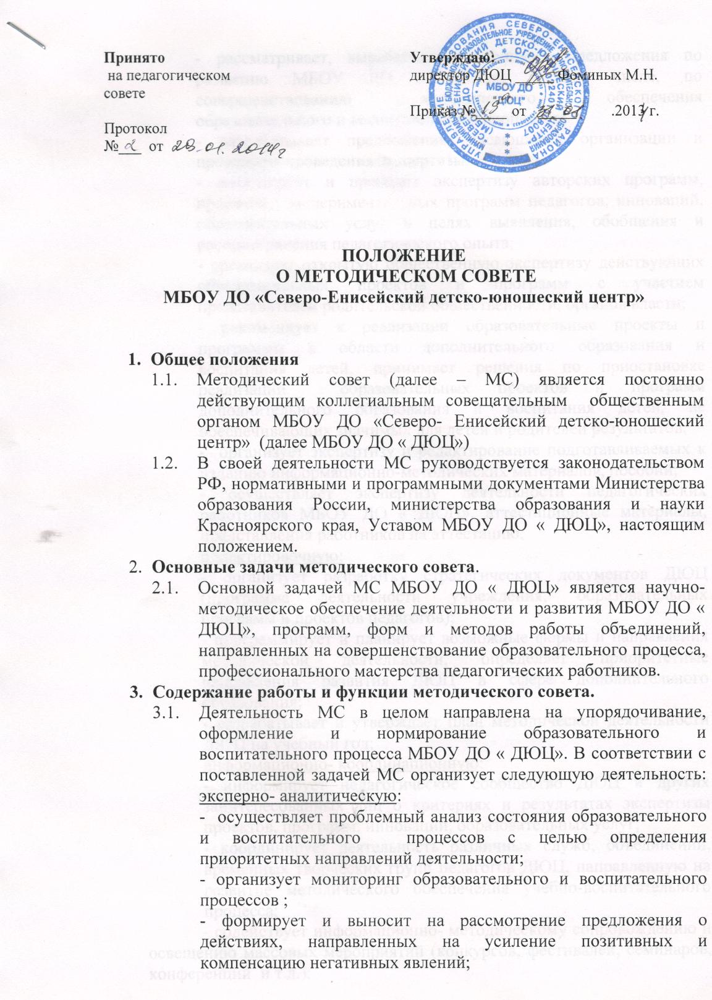 Принято
на педагогическом
совете
Протокол
№ 2 от 29.01.2014г
Утверждаю:
директор ДЮЦ Фоминых М.Н.
Приказ № от 31 01 .2013 г.
МБОУ ДО
"ДЮЦ"
ПОЛОЖЕНИЕ
О МЕТОДИЧЕСКОМ СОВЕТЕ
МБОУ ДО «Северо-Енисейский детско-юношеский центр»
1. Общее положения
1.1. Методический совет (далее – МС) является постоянно
действующим коллегиальным совещательным общественным
органом МБОУ ДО «Северо- Енисейский детско-юношеский
центр» (далее МБОУ ДО « ДЮЦ»)
1.2. В своей деятельности МС руководствуется законодательством
РФ, нормативными и программными документами Министерства
образования России, министерства образования и науки
Красноярского края, Уставом МБОУ ДО « ДЮЦ», настоящим
положением.
2. Основные задачи методического совета.
2.1. Основной задачей МС МБОУ ДО « ДЮЦ» является научно-
методическое обеспечение деятельности и развития МБОУ ДО «
ДЮЦ», программ, форм и методов работы объединений,
направленных на совершенствование образовательного процесса,
профессионального мастерства педагогических работников.
3. Содержание работы и функции методического совета.
3.1. Деятельность МС в целом направлена на упорядочивание,
оформление и нормирование образовательного и
воспитательного процесса МБОУ ДО « ДЮЦ». В соответствии с
поставленной задачей МС организует следующую деятельность:
эксперно- аналитическую:
- осуществляет проблемный анализ состояния образовательного
и воспитательного процессов с целью определения
приоритетных направлений деятельности;
- организует мониторинг образовательного и воспитательного
процессов ;
- формирует и выносит на рассмотрение предложения о
действиях, направленных на усиление позитивных и
компенсацию негативных явлений;